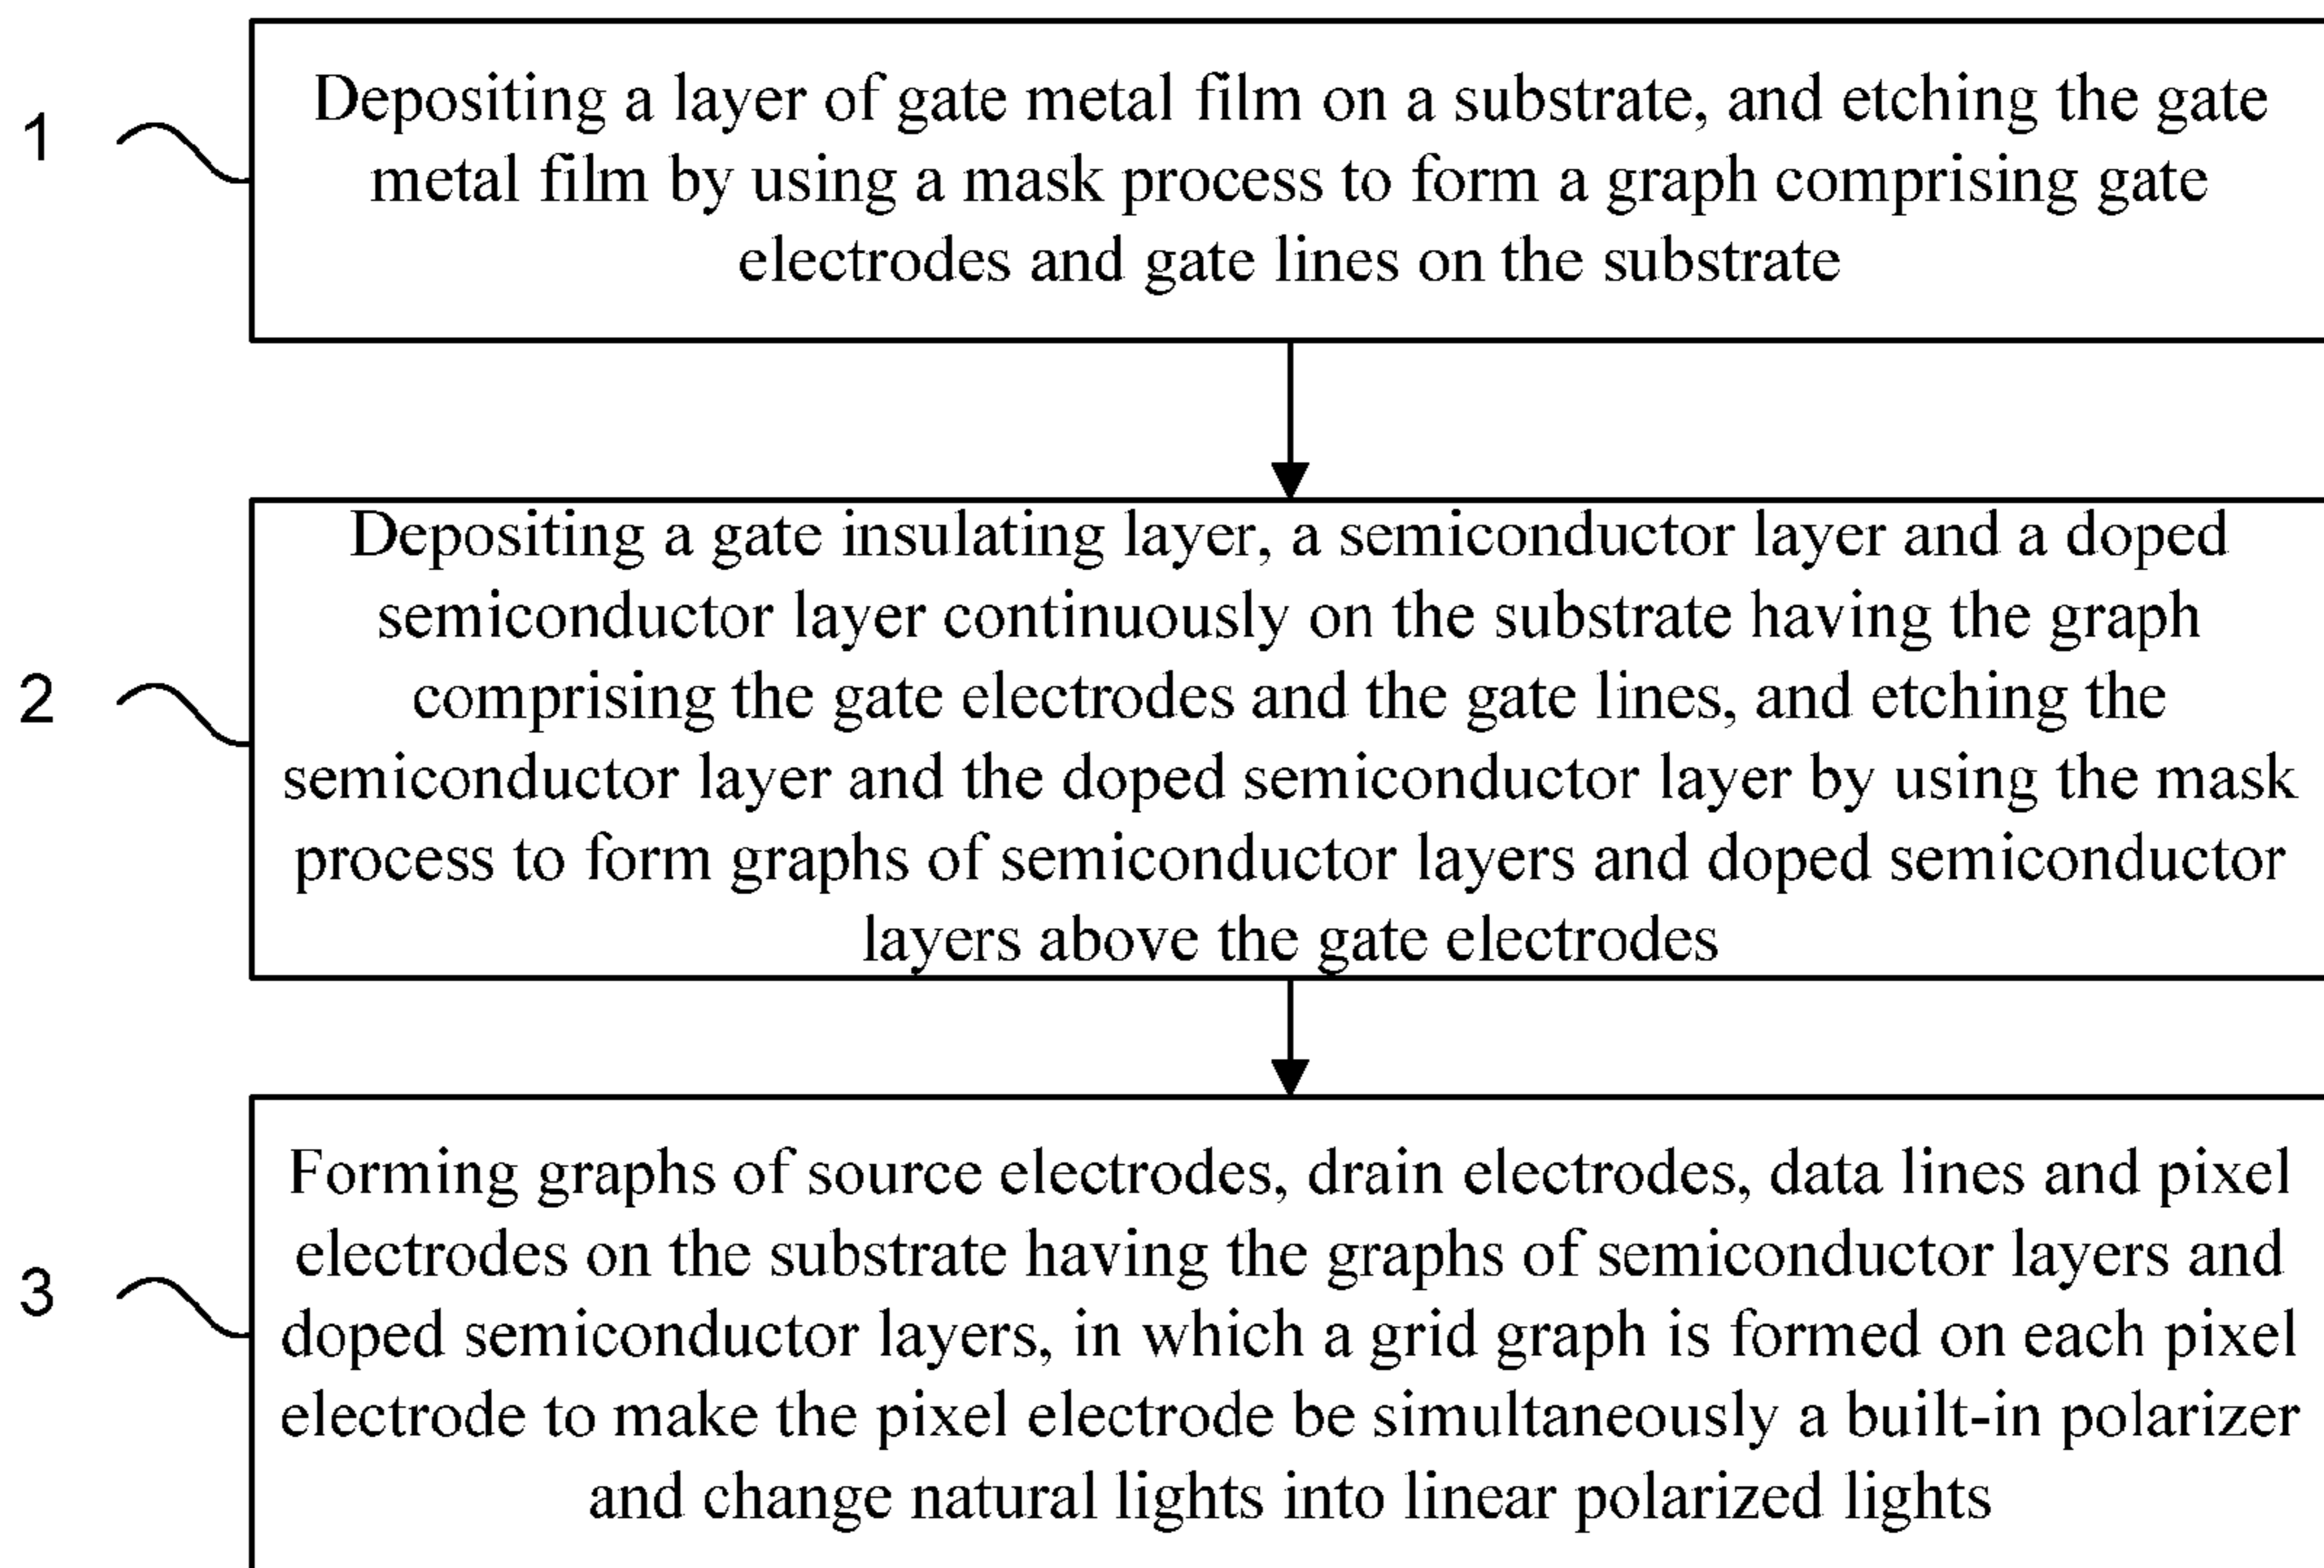 1
Depositing a layer of gate metal film on a substrate, and etching the gate
metal film by using a mask process to form a graph comprising gate
electrodes and gate lines on the substrate
2
Depositing a gate insulating layer, a semiconductor layer and a doped
semiconductor layer continuously on the substrate having the graph
comprising the gate electrodes and the gate lines, and etching the
semiconductor layer and the doped semiconductor layer by using the mask
process to form graphs of semiconductor layers and doped semiconductor
layers above the gate electrodes
3
Forming graphs of source electrodes, drain electrodes, data lines and pixel
electrodes on the substrate having the graphs of semiconductor layers and
doped semiconductor layers, in which a grid graph is formed on each pixel
electrode to make the pixel electrode be simultaneously a built-in polarizer
and change natural lights into linear polarized lights